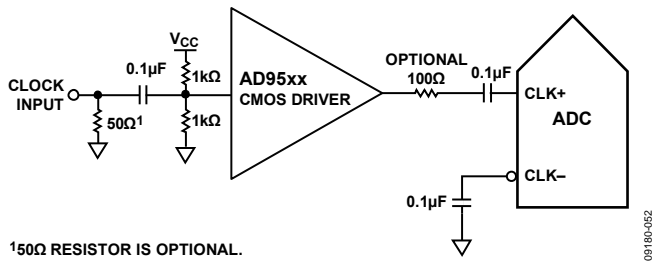 V_CC
0.1µF
1kΩ
CLOCK
INPUT
50Ω¹
1kΩ
AD95xx
CMOS DRIVER
OPTIONAL
100Ω
0.1µF
CLK+
ADC
CLK–
0.1µF
¹50Ω RESISTOR IS OPTIONAL.
09180-052